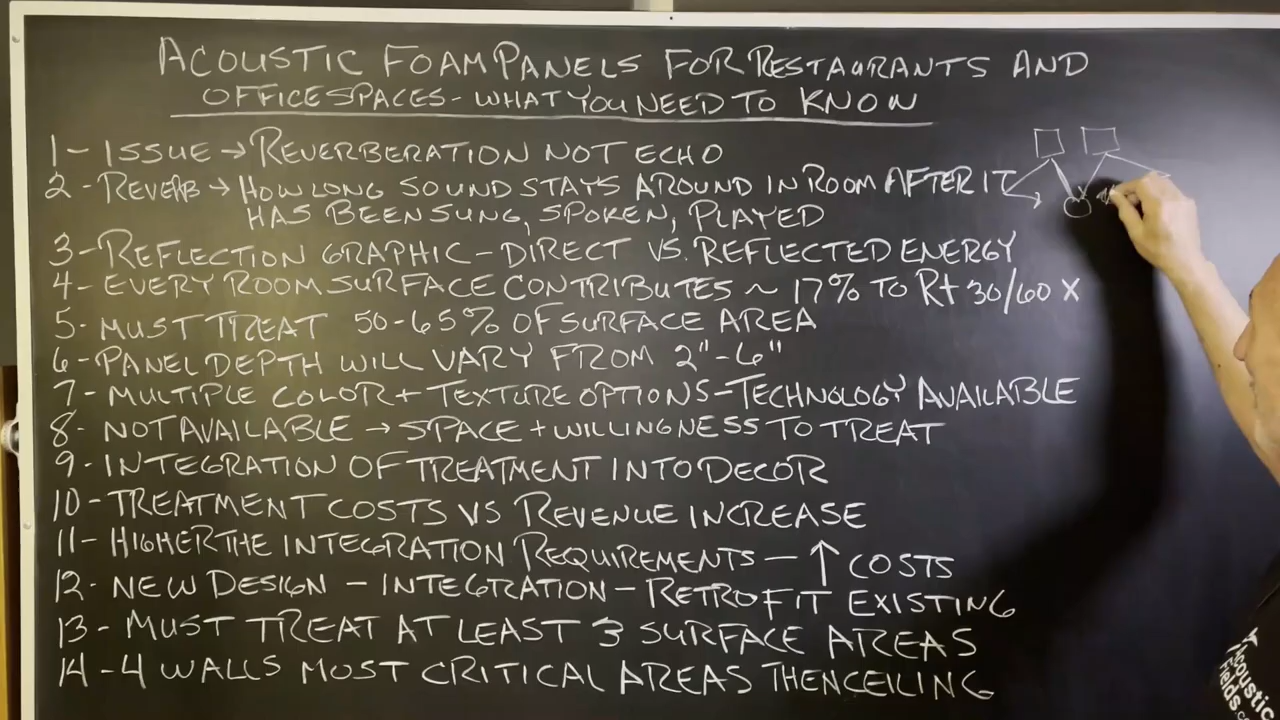 ACOUSTIC FOAM PANELS FOR RESTAURANTS AND
OFFICE SPACES - WHAT YOU NEED TO KNOW
1 - ISSUE → REVERBERATION NOT ECHO
2 - REVERB → HOW LONG SOUND STAYS AROUND IN ROOM AFTER IT
HAS BEEN SUNG, SPOKEN, PLAYED
3 - REFLECTION GRAPHIC - DIRECT VS. REFLECTED ENERGY
4 - EVERY ROOM SURFACE CONTRIBUTES ~ 17% TO Rt 30/60 X
5 - MUST TREAT 50-65% OF SURFACE AREA
6 - PANEL DEPTH WILL VARY FROM 2" - 6"
7 - MULTIPLE COLOR + TEXTURE OPTIONS - TECHNOLOGY AVAILABLE
8 - NOT AVAILABLE → SPACE + WILLINGNESS TO TREAT
9 - INTEGRATION OF TREATMENT INTO DECOR
10 - TREATMENT COSTS VS REVENUE INCREASE
11 - HIGHER THE INTEGRATION REQUIREMENTS - ↑ COSTS
12 - NEW DESIGN - INTEGRATION - RETROFIT EXISTING
13 - MUST TREAT AT LEAST 3 SURFACE AREAS
14 - 4 WALLS MOST CRITICAL AREAS THEN CEILING
Acoustic
Fields.co